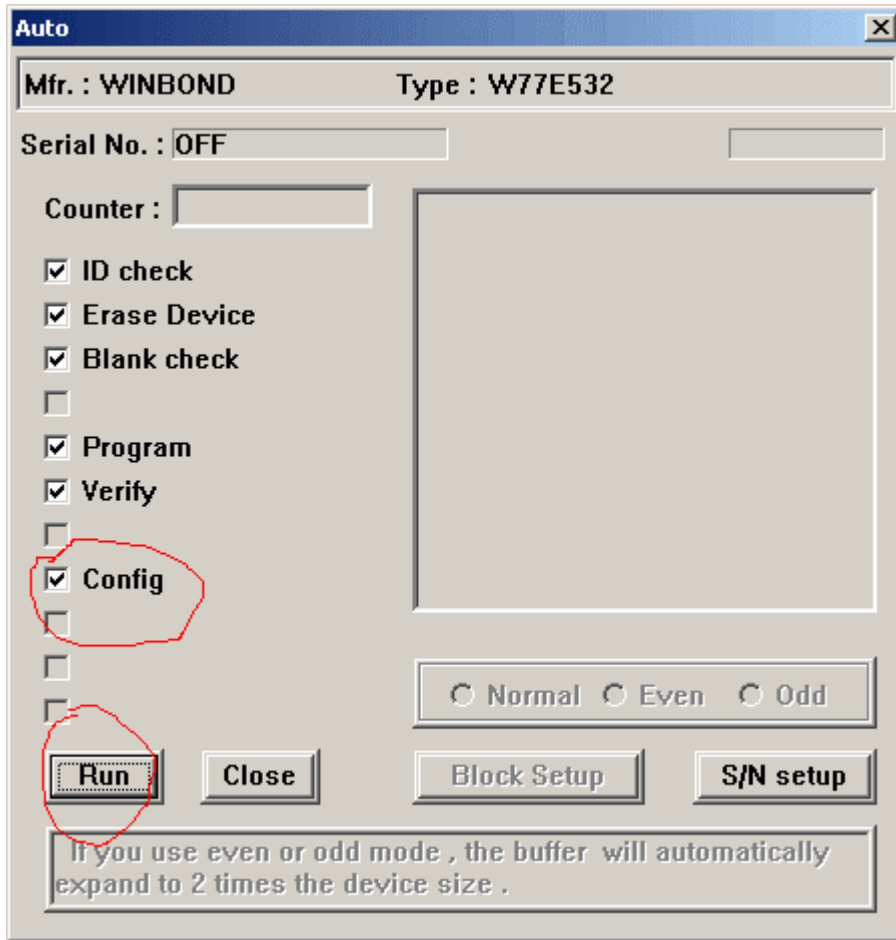 Auto
Mfr. : WINBOND Type : W77E532
Serial No. : OFF
Counter :
ID check
Erase Device
Blank check
Program
Verify
Config
Normal Even Odd
Run Close Block Setup S/N setup
If you use even or odd mode , the buffer will automatically
expand to 2 times the device size .